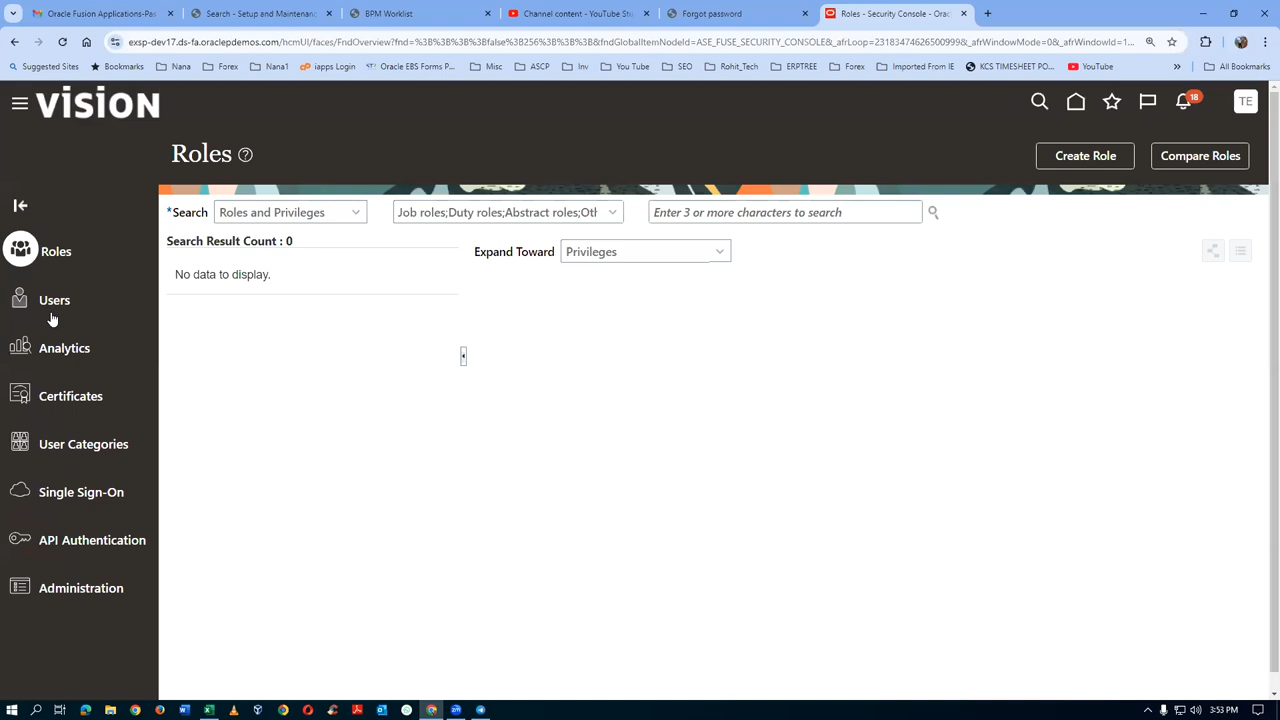 Oracle Fusion Applications-Pas
Search - Setup and Maintenanc
BPM Worklist
Channel content - YouTube Stu
Forgot password
Roles - Security Console - Orac
exsp-dev17.ds-fa.oraclepdemos.com/hcmUI/faces/FndOverview?fnd=%3B%3B%3B%3Bfalse%3B256%3B%3B%3B&fndGlobalItemNodeId=ASE_FUSE_SECURITY_CONSOLE&_afrLoop=23183474626500999&_afrWindowMode=0&_afrWindowId=1...
Suggested Sites
Bookmarks
Nana
Forex
Nana1
iapps Login
Oracle EBS Forms P...
Misc
ASCP
Inv
You Tube
SEO
Rohit_Tech
ERPTREE
Forex
Imported From IE
KCS TIMESHEET PO...
YouTube
»
All Bookmarks
VISION
18
TE
Roles
Create Role
Compare Roles
*Search
Roles and Privileges
Job roles;Duty roles;Abstract roles;Oth
Enter 3 or more characters to search
Roles
Search Result Count : 0
Expand Toward
Privileges
No data to display.
Users
Analytics
Certificates
User Categories
Single Sign-On
API Authentication
Administration
3:53 PM